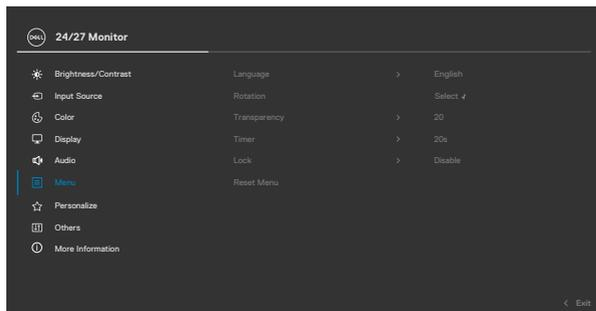 DELL 24/27 Monitor
Brightness/Contrast Language > English
Input Source Rotation Select
Color Transparency > 20
Display Timer > 20s
Audio Lock > Disable
Menu Reset Menu
Personalize
Others
More Information
< Exit